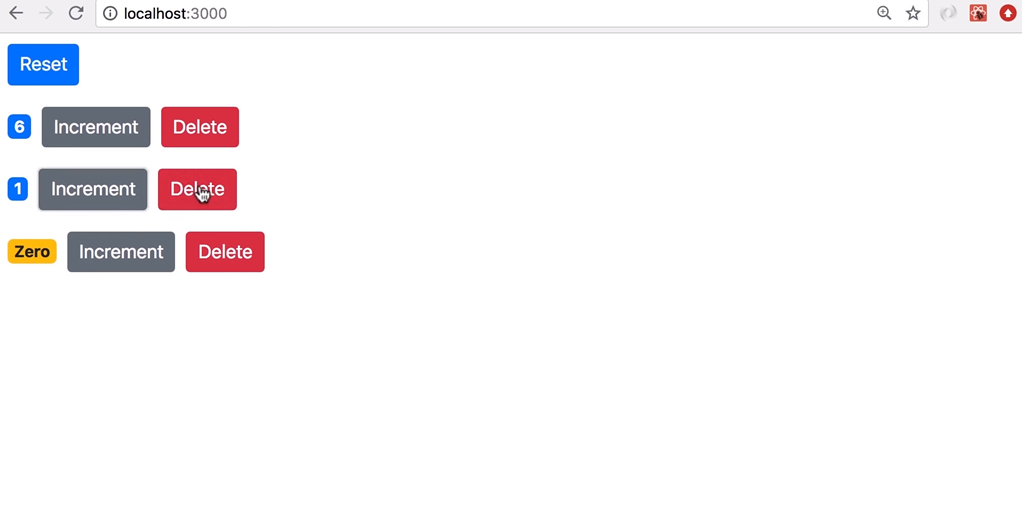 localhost:3000
Reset
6 Increment Delete
1 Increment Delete
Zero Increment Delete